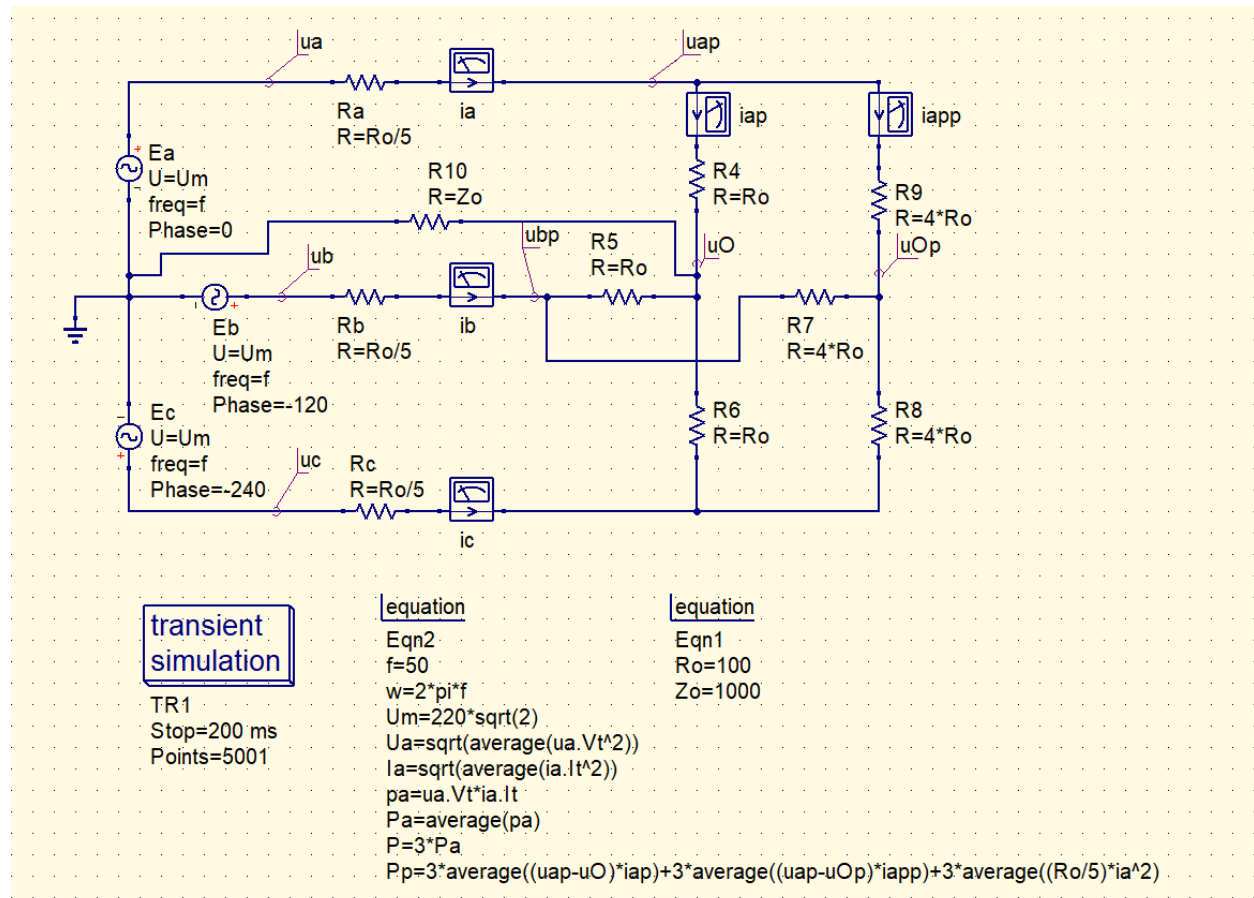 ua
uap
ia
Ra
R=Ro/5
iap
iapp
Ea
U=Um
freq=f
Phase=0
R10
R=Zo
R4
R=Ro
R9
R=4*Ro
ubp
R5
R=Ro
uO
uOp
ub
Eb
U=Um
freq=f
Phase=-120
Rb
R=Ro/5
ib
R7
R=4*Ro
Ec
U=Um
freq=f
Phase=-240
uc
Rc
R=Ro/5
ic
R6
R=Ro
R8
R=4*Ro
transient
simulation
TR1
Stop=200 ms
Points=5001
equation
Eqn2
f=50
w=2*pi*f
Um=220*sqrt(2)
Ua=sqrt(average(ua.Vt^2))
Ia=sqrt(average(ia.It^2))
pa=ua.Vt*ia.It
Pa=average(pa)
P=3*Pa
Pp=3*average((uap-uO)*iap)+3*average((uap-uOp)*iapp)+3*average((Ro/5)*ia^2)
equation
Eqn1
Ro=100
Zo=1000